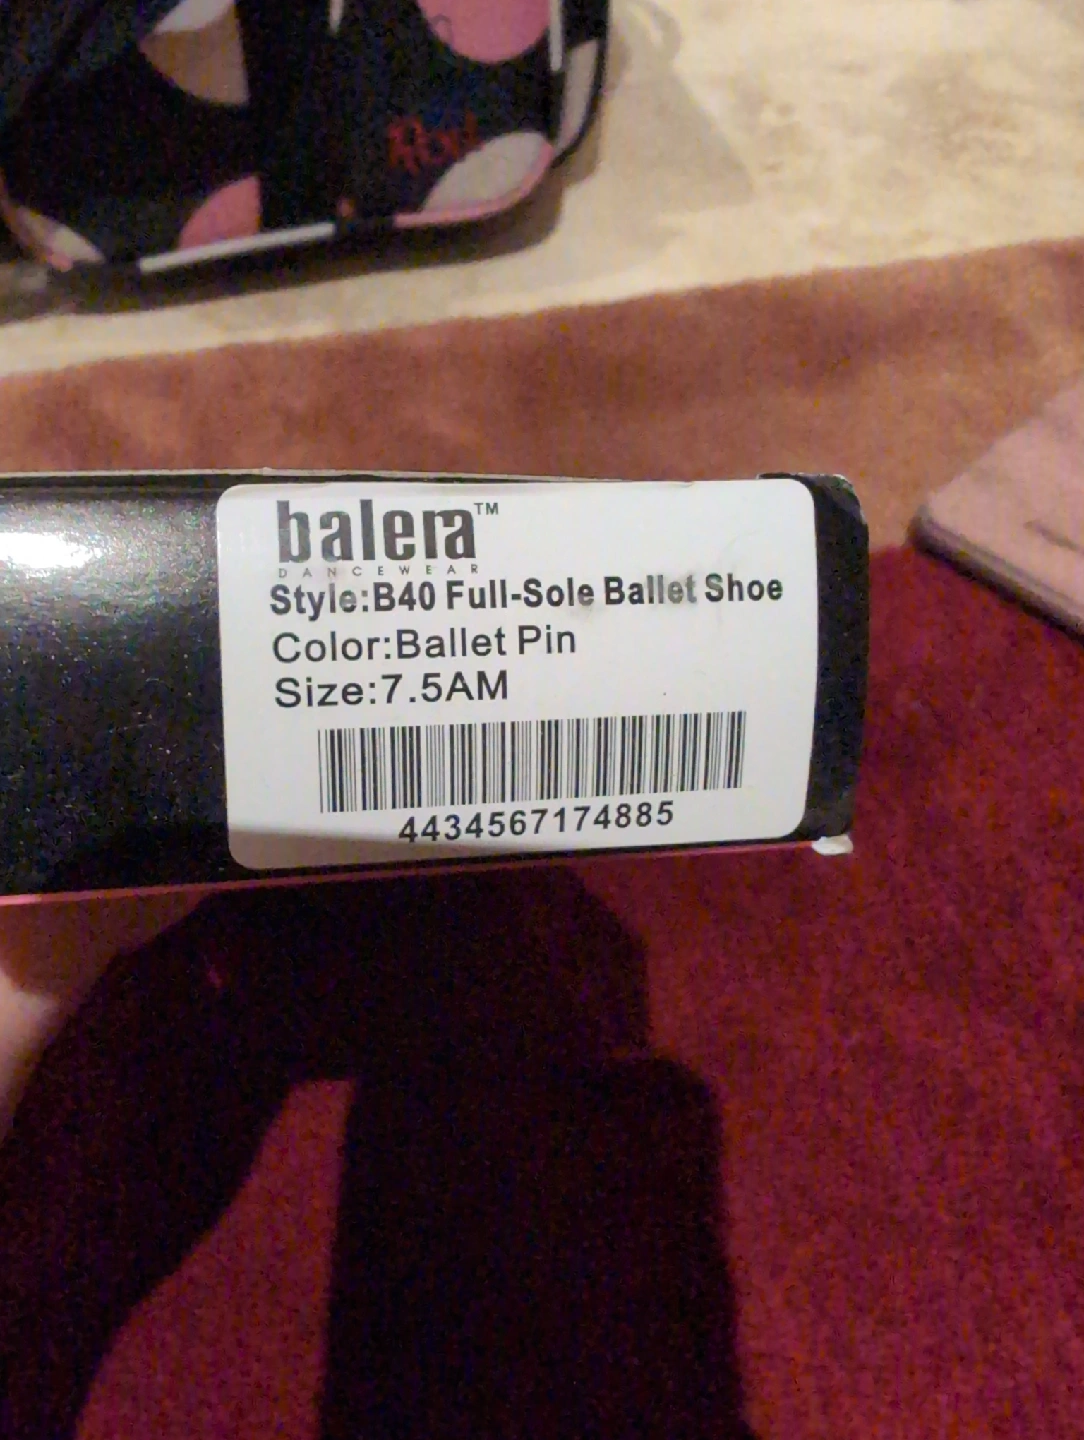 balera™
DANCEWEAR
Style:B40 Full-Sole Ballet Shoe
Color:Ballet Pin
Size:7.5AM
4434567174885